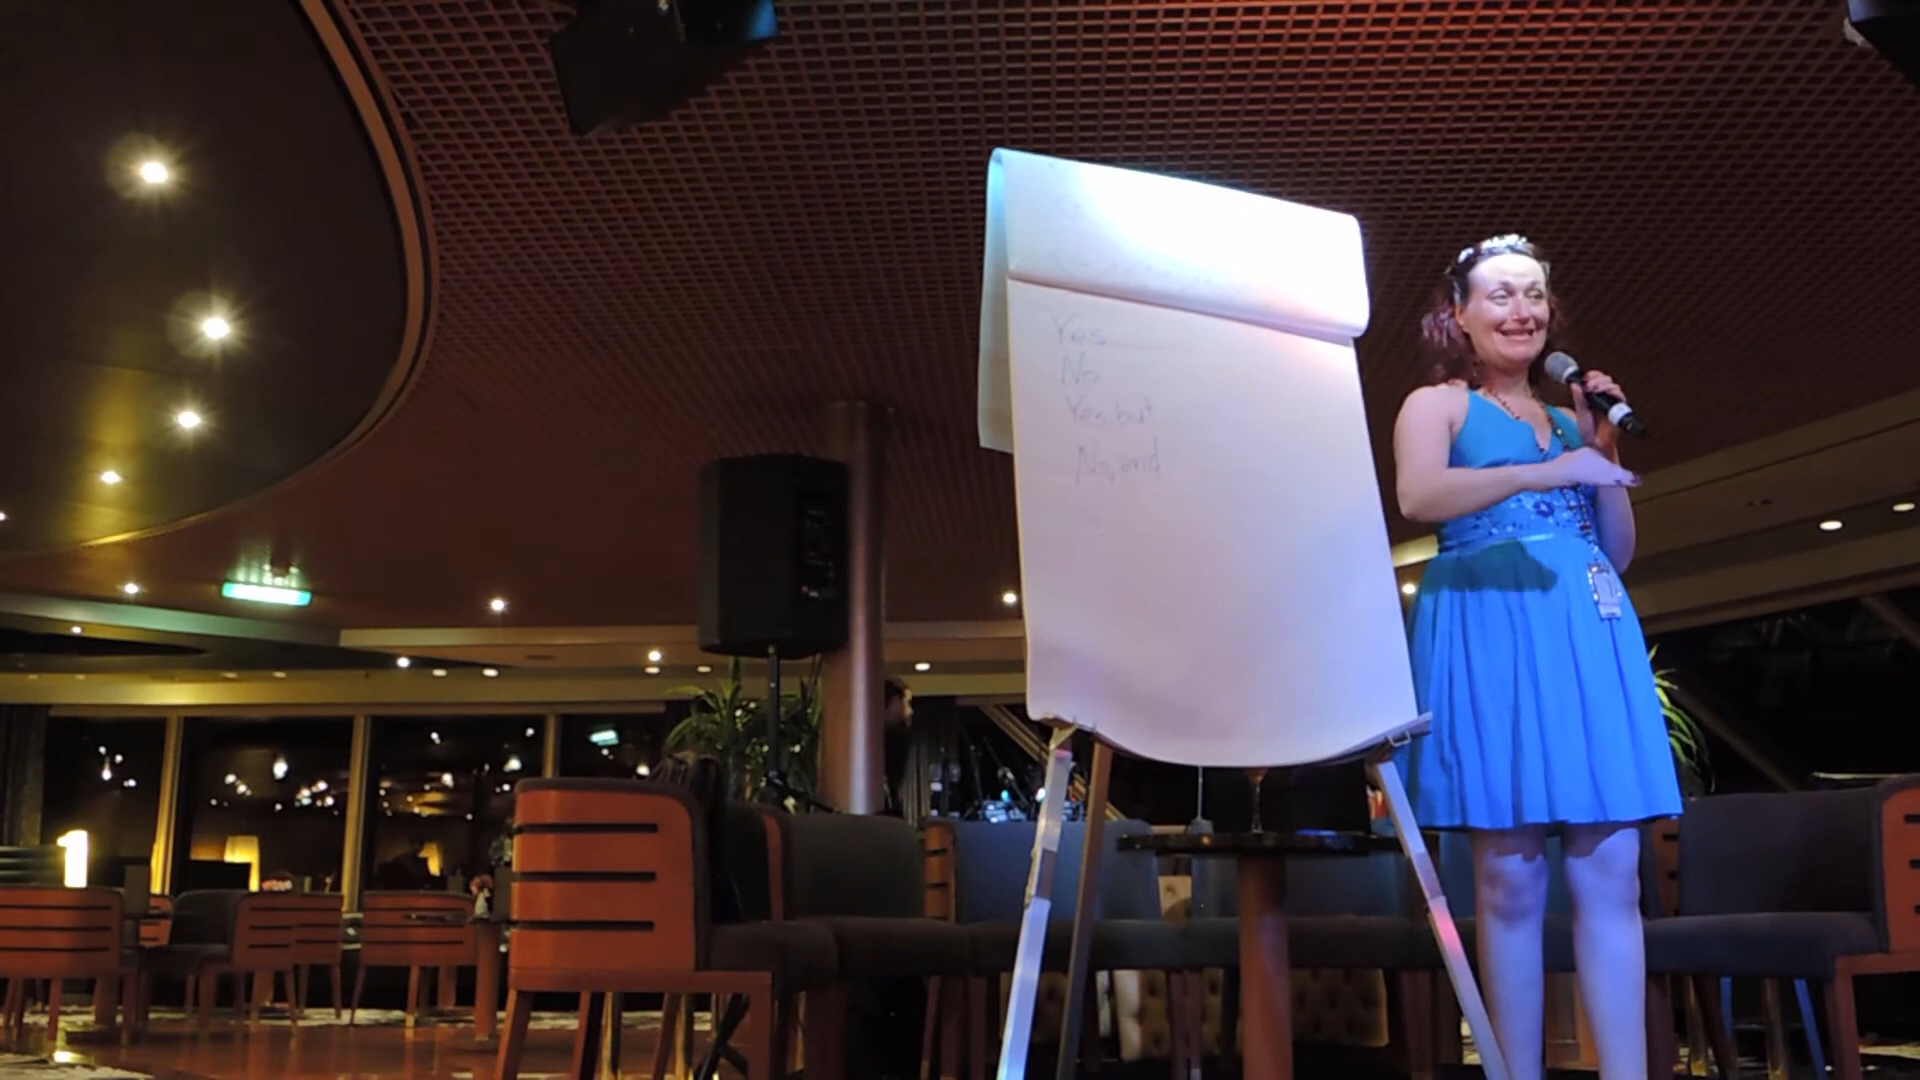 Yes
No
Yes, but
No, and